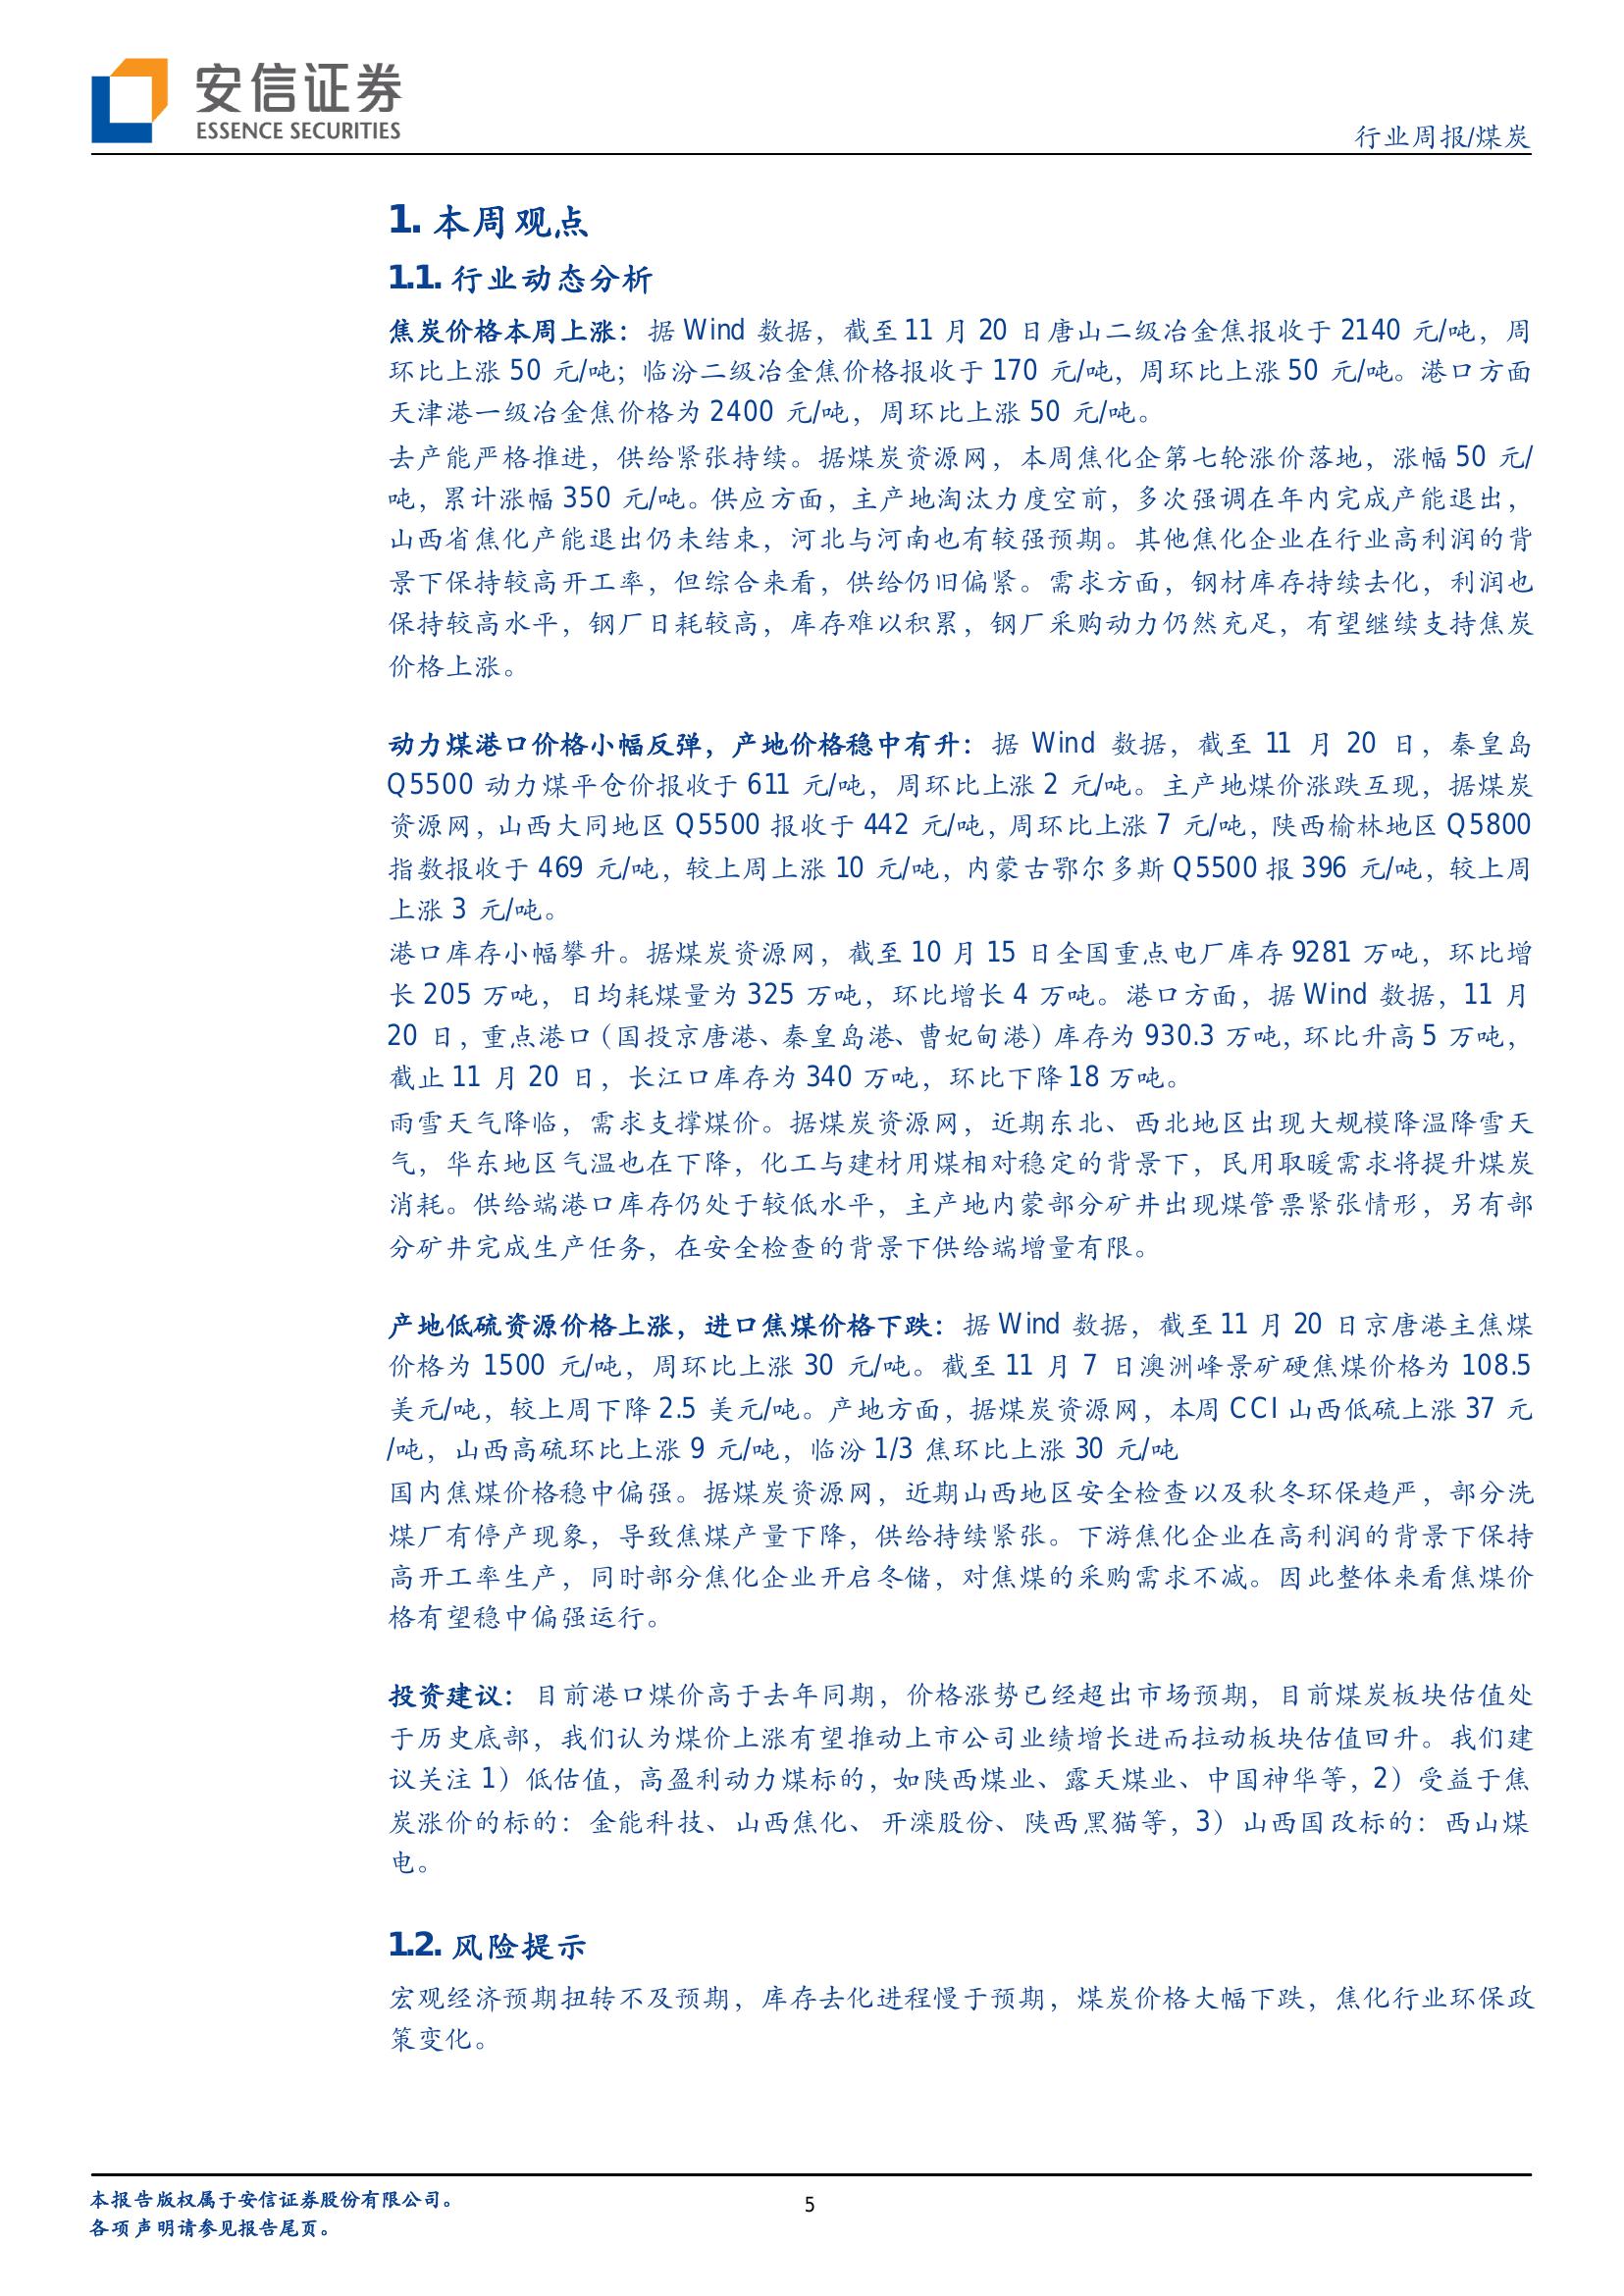 安信证券
ESSENCE SECURITIES
行业周报/煤炭
1. 本周观点
1.1. 行业动态分析
焦炭价格本周上涨：据 Wind 数据，截至 11 月 20 日唐山二级冶金焦报收于 2140 元/吨，周
环比上涨 50 元/吨；临汾二级冶金焦价格报收于 170 元/吨，周环比上涨 50 元/吨。港口方面
天津港一级冶金焦价格为 2400 元/吨，周环比上涨 50 元/吨。
去产能严格推进，供给紧张持续。据煤炭资源网，本周焦化企第七轮涨价落地，涨幅 50 元/
吨，累计涨幅 350 元/吨。供应方面，主产地淘汰力度空前，多次强调在年内完成产能退出，
山西省焦化产能退出仍未结束，河北与河南也有较强预期。其他焦化企业在行业高利润的背
景下保持较高开工率，但综合来看，供给仍旧偏紧。需求方面，钢材库存持续去化，利润也
保持较高水平，钢厂日耗较高，库存难以积累，钢厂采购动力仍然充足，有望继续支持焦炭
价格上涨。
动力煤港口价格小幅反弹，产地价格稳中有升：据 Wind 数据，截至 11 月 20 日，秦皇岛
Q5500 动力煤平仓价报收于 611 元/吨，周环比上涨 2 元/吨。主产地煤价涨跌互现，据煤炭
资源网，山西大同地区 Q5500 报收于 442 元/吨，周环比上涨 7 元/吨，陕西榆林地区 Q5800
指数报收于 469 元/吨，较上周上涨 10 元/吨，内蒙古鄂尔多斯 Q5500 报 396 元/吨，较上周
上涨 3 元/吨。
港口库存小幅攀升。据煤炭资源网，截至 10 月 15 日全国重点电厂库存 9281 万吨，环比增
长 205 万吨，日均耗煤量为 325 万吨，环比增长 4 万吨。港口方面，据 Wind 数据，11 月
20 日，重点港口（国投京唐港、秦皇岛港、曹妃甸港）库存为 930.3 万吨，环比升高 5 万吨，
截止 11 月 20 日，长江口库存为 340 万吨，环比下降 18 万吨。
雨雪天气降临，需求支撑煤价。据煤炭资源网，近期东北、西北地区出现大规模降温降雪天
气，华东地区气温也在下降，化工与建材用煤相对稳定的背景下，民用取暖需求将提升煤炭
消耗。供给端港口库存仍处于较低水平，主产地内蒙部分矿井出现煤管票紧张情形，另有部
分矿井完成生产任务，在安全检查的背景下供给端增量有限。
产地低硫资源价格上涨，进口焦煤价格下跌：据 Wind 数据，截至 11 月 20 日京唐港主焦煤
价格为 1500 元/吨，周环比上涨 30 元/吨。截至 11 月 7 日澳洲峰景矿硬焦煤价格为 108.5
美元/吨，较上周下降 2.5 美元/吨。产地方面，据煤炭资源网，本周 CCI 山西低硫上涨 37 元
/吨，山西高硫环比上涨 9 元/吨，临汾 1/3 焦环比上涨 30 元/吨
国内焦煤价格稳中偏强。据煤炭资源网，近期山西地区安全检查以及秋冬环保趋严，部分洗
煤厂有停产现象，导致焦煤产量下降，供给持续紧张。下游焦化企业在高利润的背景下保持
高开工率生产，同时部分焦化企业开启冬储，对焦煤的采购需求不减。因此整体来看焦煤价
格有望稳中偏强运行。
投资建议：目前港口煤价高于去年同期，价格涨势已经超出市场预期，目前煤炭板块估值处
于历史底部，我们认为煤价上涨有望推动上市公司业绩增长进而拉动板块估值回升。我们建
议关注 1）低估值，高盈利动力煤标的，如陕西煤业、露天煤业、中国神华等，2）受益于焦
炭涨价的标的：金能科技、山西焦化、 开滦股份、陕西黑猫等，3）山西国改标的：西山煤
电。
1.2. 风险提示
宏观经济预期扭转不及预期，库存去化进程慢于预期，煤炭价格大幅下跌，焦化行业环保政
策变化。
本报告版权属于安信证券股份有限公司。
5
各项声明请参见报告尾页。